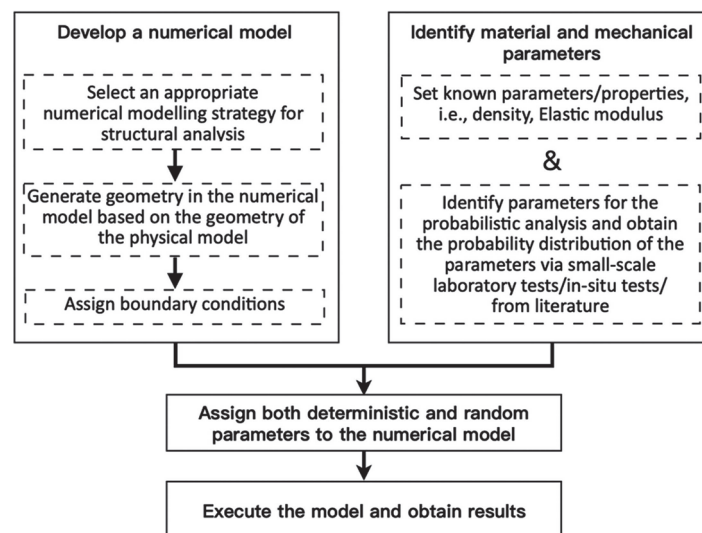 Develop a numerical model
Select an appropriate
numerical modelling strategy for
structural analysis
Generate geometry in the numerical
model based on the geometry of
the physical model
Assign boundary conditions
Identify material and mechanical
parameters
Set known parameters/properties,
i.e., density, Elastic modulus
&
Identify parameters for the
probabilistic analysis and obtain
the probability distribution of the
parameters via small-scale
laboratory tests/in-situ tests/
from literature
Assign both deterministic and random
parameters to the numerical model
Execute the model and obtain results